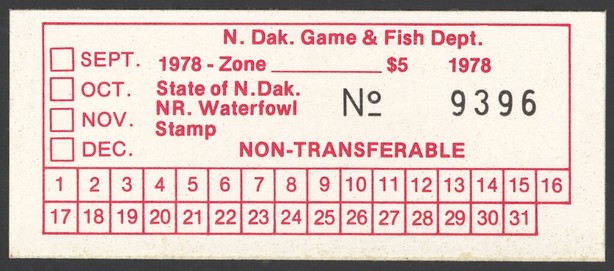 N. Dak. Game & Fish Dept.
SEPT. 1978 - Zone __________ $5 1978
OCT. State of N.Dak.
NR. Waterfowl Nº 9396
NOV. Stamp
DEC. NON-TRANSFERABLE
1 2 3 4 5 6 7 8 9 10 11 12 13 14 15 16
17 18 19 20 21 22 23 24 25 26 27 28 29 30 31